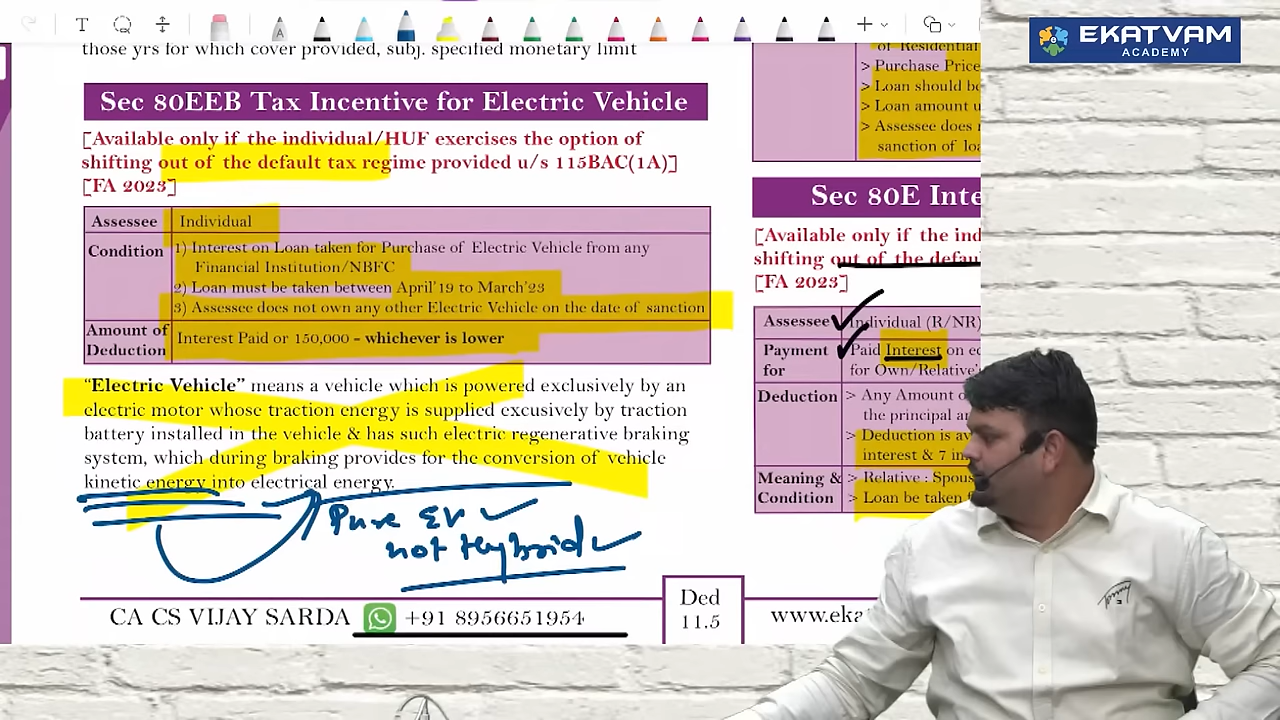 T
EKATVAM
ACADEMY
those yrs for which cover provided, subj. specified monetary limit
Sec 80EEB Tax Incentive for Electric Vehicle
[Available only if the individual/HUF exercises the option of
shifting out of the default tax regime provided u/s 115BAC(1A)]
[FA 2023]
Assessee Individual
Condition 1) Interest on Loan taken for Purchase of Electric Vehicle from any
Financial Institution/NBFC
2) Loan must be taken between April'19 to March'23
3) Assessee does not own any other Electric Vehicle on the date of sanction
Amount of
Deduction Interest Paid or 150,000 - whichever is lower
"Electric Vehicle" means a vehicle which is powered exclusively by an
electric motor whose traction energy is supplied excusively by traction
battery installed in the vehicle & has such electric regenerative braking
system, which during braking provides for the conversion of vehicle
kinetic energy into electrical energy.
Pure EV
not Hybrid
CA CS VIJAY SARDA +91 8956651954
Ded
11.5
of Residential
> Purchase Price
> Loan should be
> Loan amount
> Assessee does
sanction of
Sec 80E
[Available only if the
shifting out of the
[FA 2023]
Assessee Individual (R/NR)
Payment
for Paid Interest on
for Own/Relative's
Deduction > Any Amount
the principal
> Deduction is
interest & 7
Meaning &
Condition > Relative :
> Loan be taken